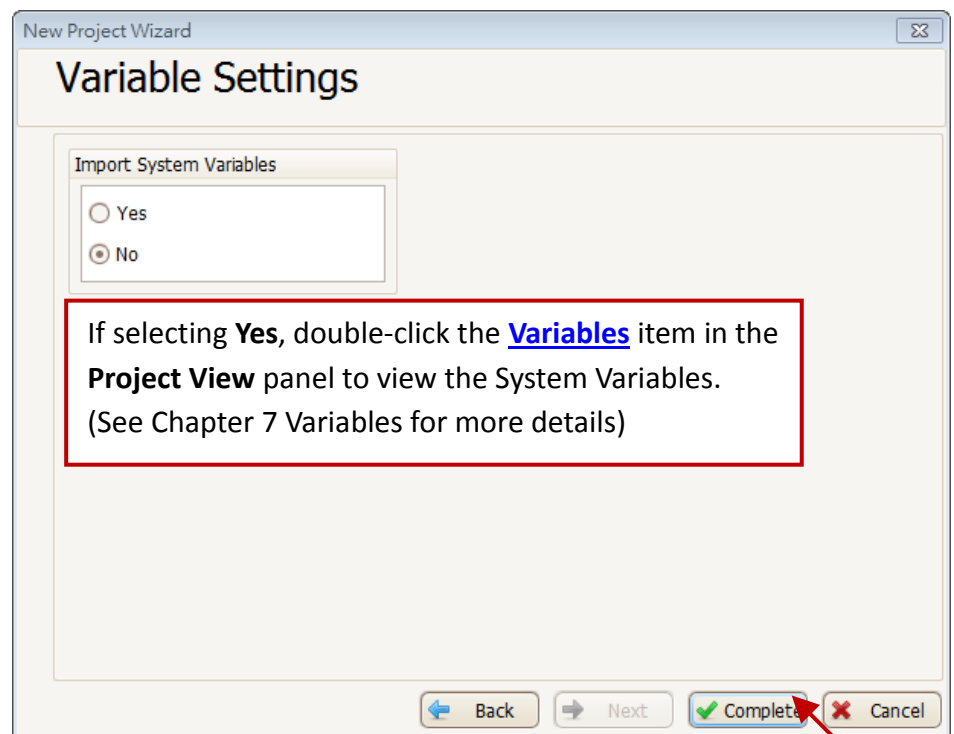 New Project Wizard
Variable Settings
Import System Variables
Yes
No
If selecting Yes, double-click the Variables item in the
Project View panel to view the System Variables.
(See Chapter 7 Variables for more details)
Back Next Complete Cancel